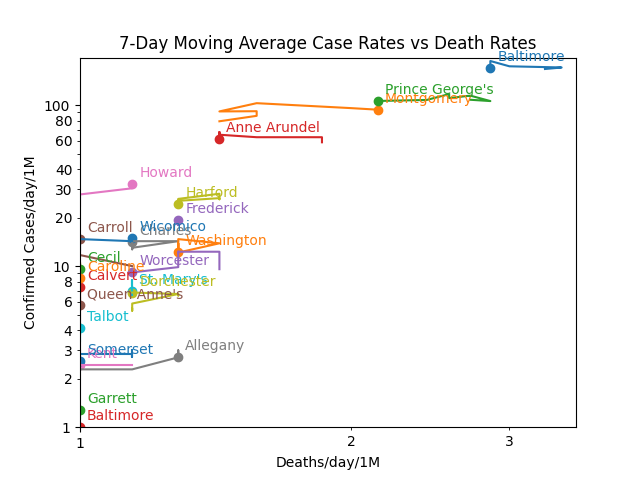 7-Day Moving Average Case Rates vs Death Rates
Baltimore
Prince George's
Montgomery
Anne Arundel
Howard
Harford
Frederick
Carroll
Wicomico
Charles
Washington
Cecil
Worcester
Caroline
Calvert
St. Mary's
Dorchester
Queen Anne's
Talbot
Somerset
Kent
Allegany
Garrett
Baltimore
Confirmed Cases/day/1M
100
80
60
40
30
20
10
8
6
4
3
2
1
1
2
3
Deaths/day/1M